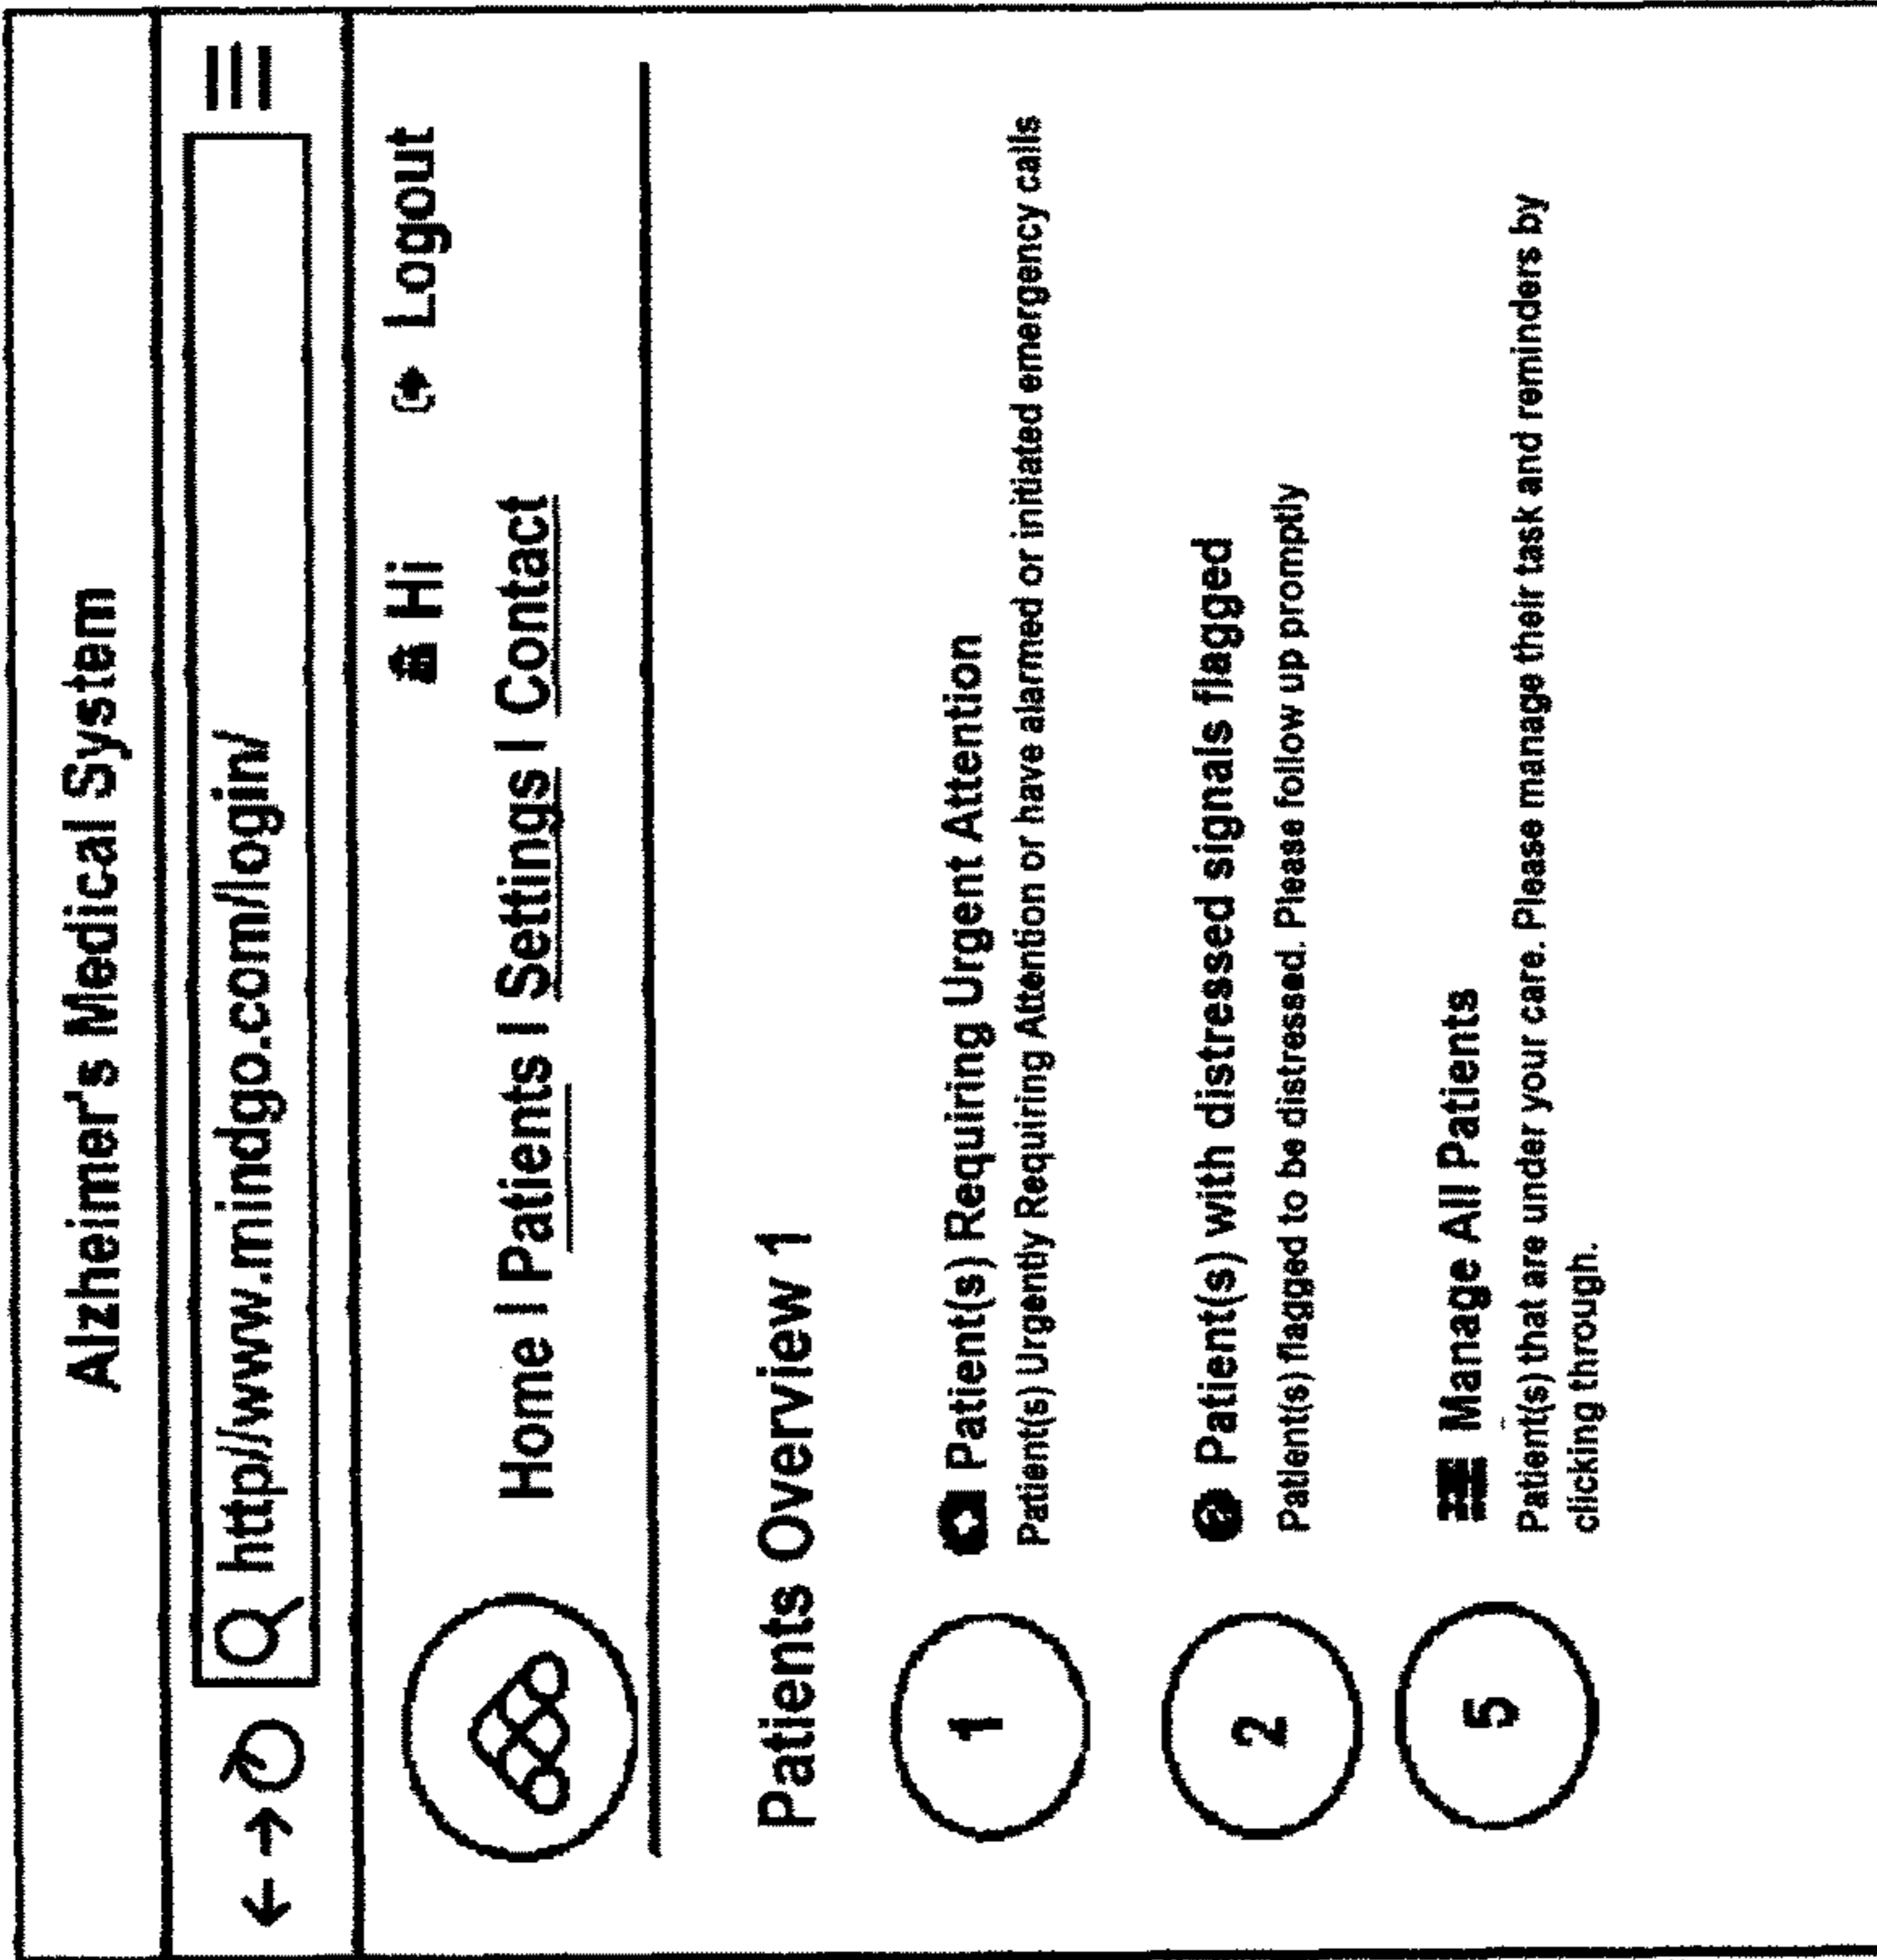 Alzheimer's Medical System
http//www.mindgo.com/login/
Hi Logout
Home | Patients | Settings | Contact
Patients Overview 1
1
Patient(s) Requiring Urgent Attention
Patient(s) Urgently Requiring Attention or have alarmed or initiated emergency calls
2
Patient(s) with distressed signals flagged
Patient(s) flagged to be distressed. Please follow up promptly
5
Manage All Patients
Patient(s) that are under your care. Please manage their task and reminders by
clicking through.